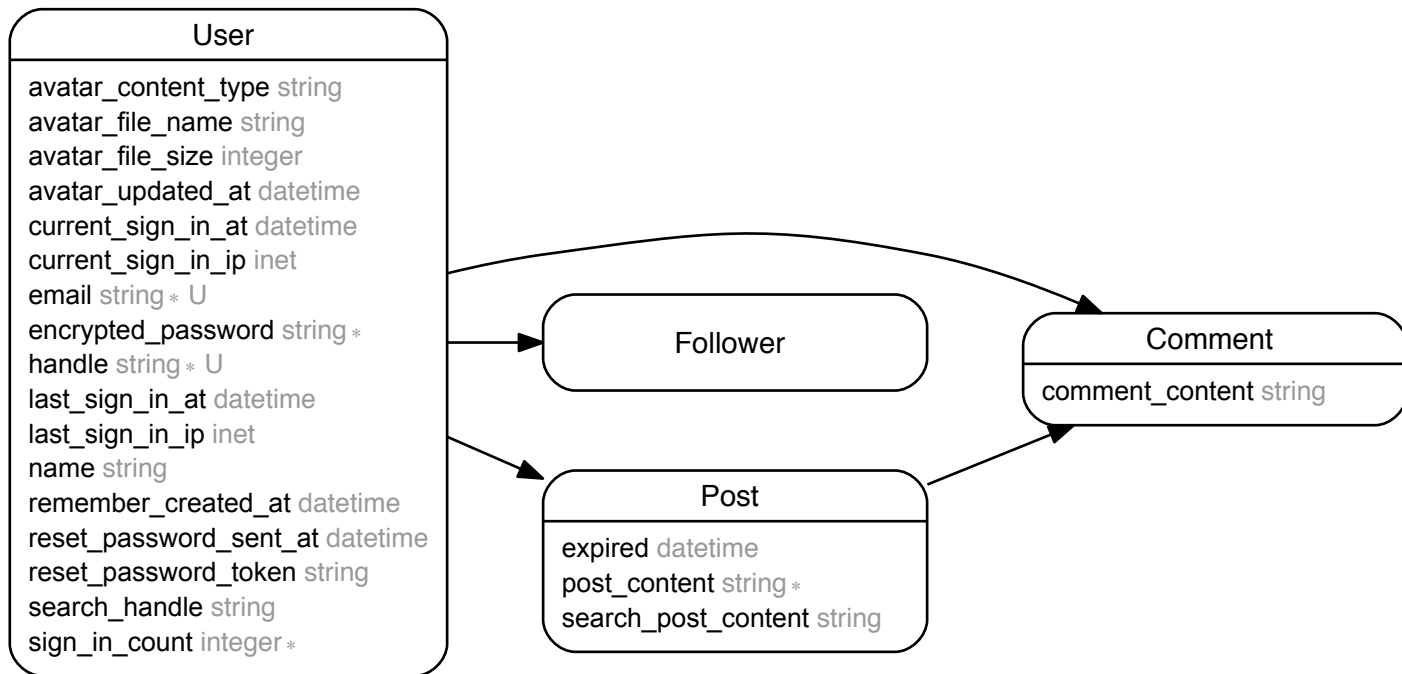 User
avatar_content_type string
avatar_file_name string
avatar_file_size integer
avatar_updated_at datetime
current_sign_in_at datetime
current_sign_in_ip inet
email string ∗ U
encrypted_password string ∗
handle string ∗ U
last_sign_in_at datetime
last_sign_in_ip inet
name string
remember_created_at datetime
reset_password_sent_at datetime
reset_password_token string
search_handle string
sign_in_count integer ∗
Follower
Post
expired datetime
post_content string ∗
search_post_content string
Comment
comment_content string